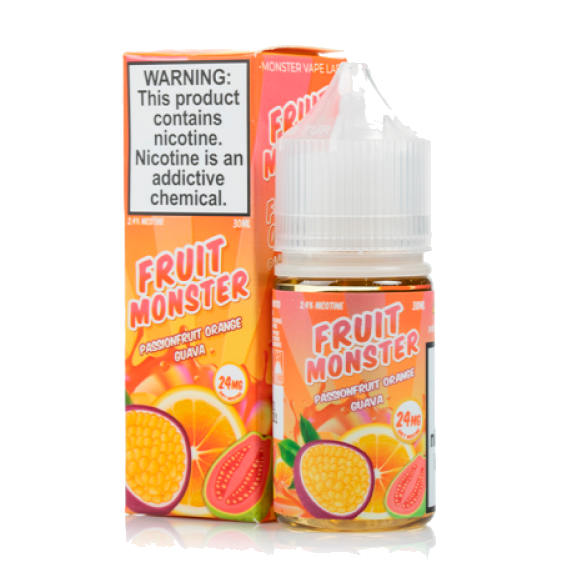 WARNING:
This product
contains
nicotine.
Nicotine is an
addictive
chemical.
2.4% NICOTINE 30ML
FRUIT
MONSTER
PASSIONFRUIT ORANGE
GUAVA
24MG
-MONSTER VAPE LAB
FRUIT
MONSTER
2.4% NICOTINE 30ML
FRUIT
MONSTER
PASSIONFRUIT ORANGE
GUAVA
24MG